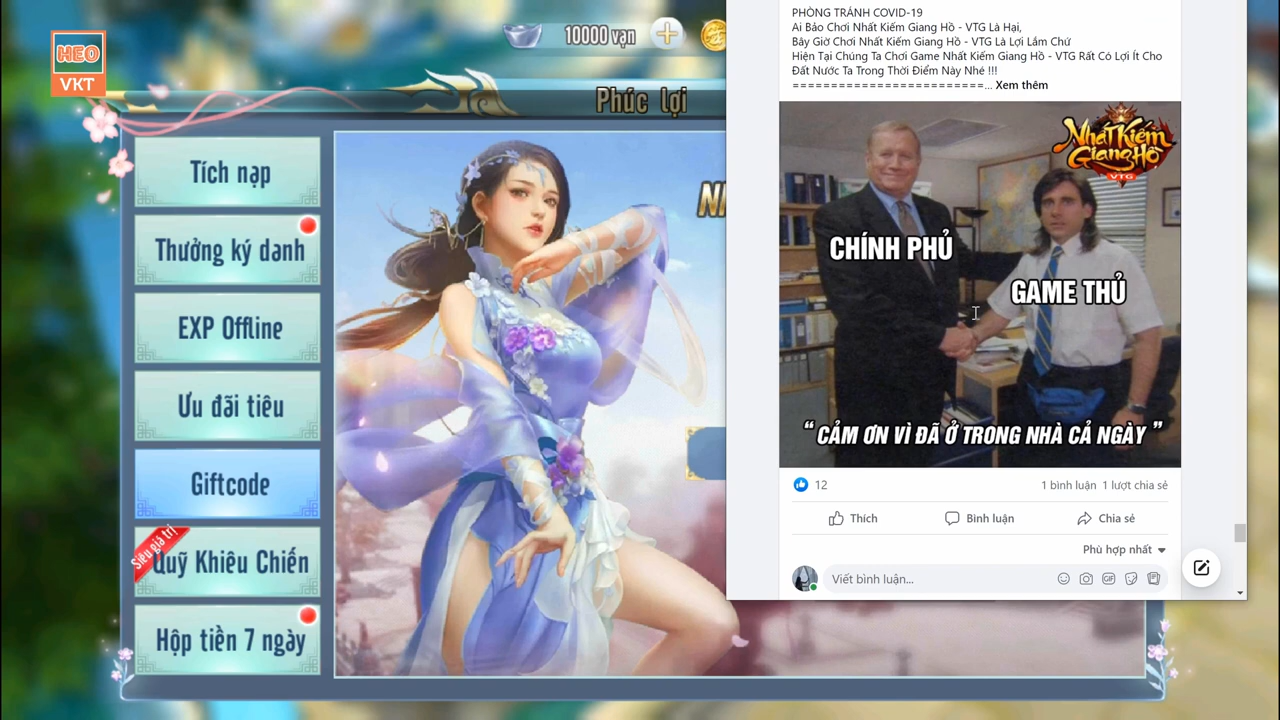 HEO
VKT
10000 vạn
Phúc lợi
Tích nạp
Thưởng ký danh
EXP Offline
Ưu đãi tiêu
Giftcode
Siêu giá trị
Quỹ Khiêu Chiến
Hộp tiền 7 ngày
PHÒNG TRÁNH COVID-19
Ai Bảo Chơi Nhất Kiếm Giang Hồ - VTG Là Hại,
Bây Giờ Chơi Nhất Kiếm Giang Hồ - VTG Là Lợi Lắm Chứ
Hiện Tại Chúng Ta Chơi Game Nhất Kiếm Giang Hồ - VTG Rất Có Lợi Ít Cho
Đất Nước Ta Trong Thời Điểm Này Nhé !!!
=========================... Xem thêm
Nhất Kiếm
Giang Hồ
VTG
CHÍNH PHỦ
GAME THỦ
“ CẢM ƠN VÌ ĐÃ Ở TRONG NHÀ CẢ NGÀY ”
12
1 bình luận 1 lượt chia sẻ
Thích
Bình luận
Chia sẻ
Phù hợp nhất
Viết bình luận...
GIF